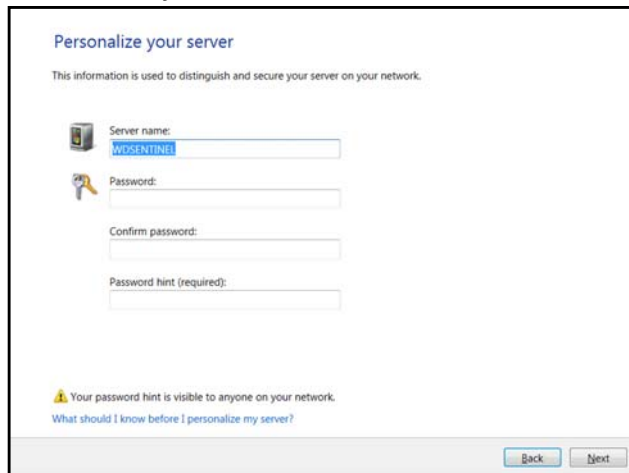 Personalize your server
This information is used to distinguish and secure your server on your network.
Server name:
WDSENTINEL
Password:
Confirm password:
Password hint (required):
Your password hint is visible to anyone on your network.
What should I know before I personalize my server?
Back Next